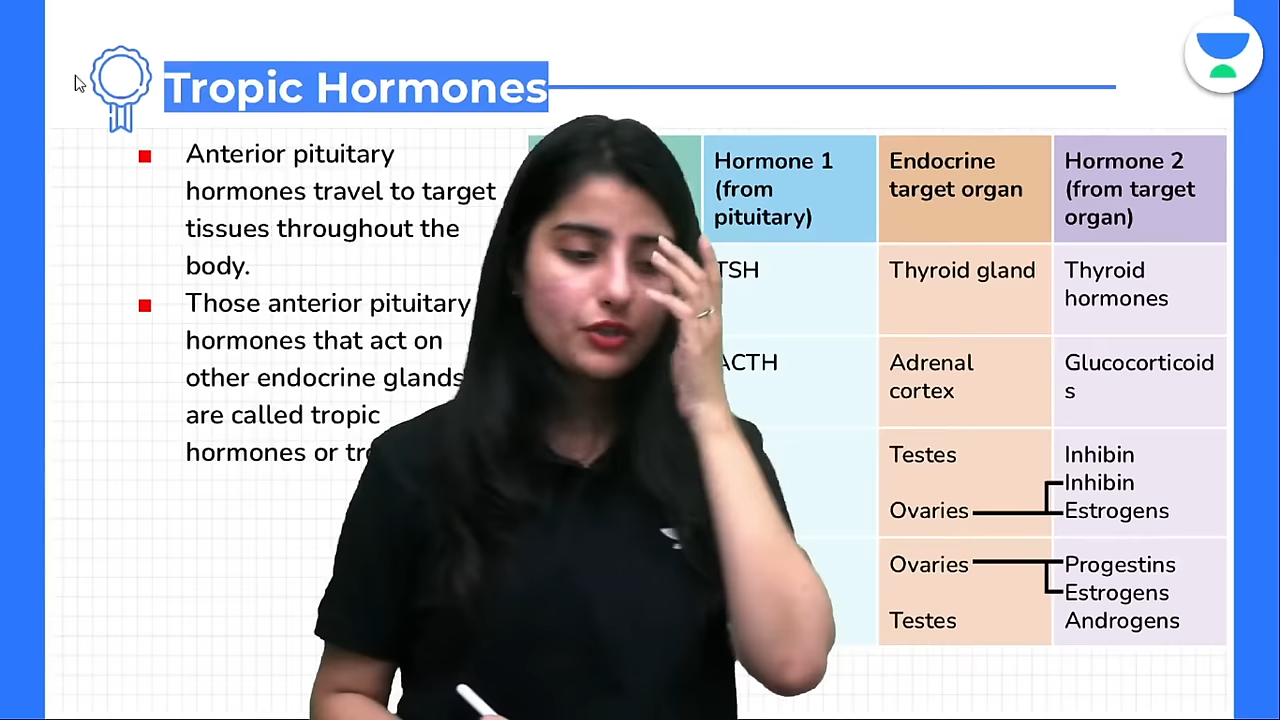 Tropic Hormones
Anterior pituitary
hormones travel to target
tissues throughout the
body.
Those anterior pituitary
hormones that act on
other endocrine glands
are called tropic
hormones or
Hormone 1
(from
pituitary)
Endocrine
target organ
Hormone 2
(from target
organ)
TSH
Thyroid gland
Thyroid
hormones
ACTH
Adrenal
cortex
Glucocorticoid
s
Testes
Inhibin
Inhibin
Ovaries
Estrogens
Ovaries
Progestins
Estrogens
Testes
Androgens